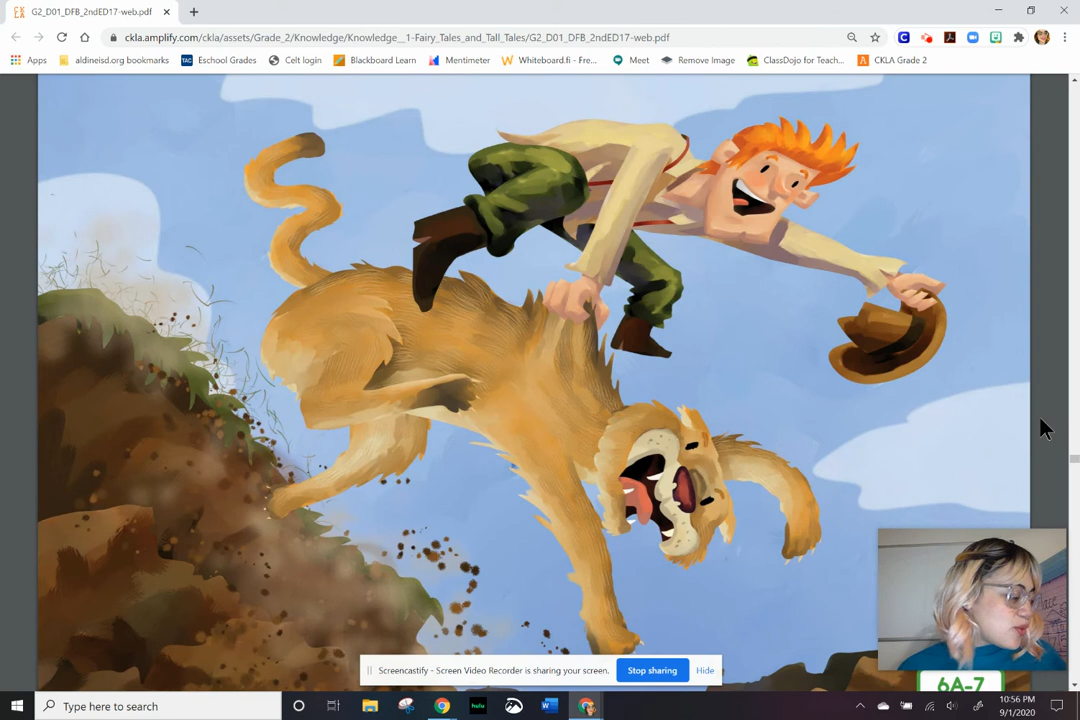 G2_D01_DFB_2ndED17-web.pdf
ckla.amplify.com/ckla/assets/Grade_2/Knowledge/Knowledge__1-Fairy_Tales_and_Tall_Tales/G2_D01_DFB_2ndED17-web.pdf
Apps aldineisd.org bookmarks TAC Eschool Grades Celt login Blackboard Learn Mentimeter Whiteboard.fi - Fre... Meet Remove Image ClassDojo for Teach... A CKLA Grade 2
Screencastify - Screen Video Recorder is sharing your screen. Stop sharing Hide
6A-7
Type here to search hulu 10:56 PM
9/1/2020